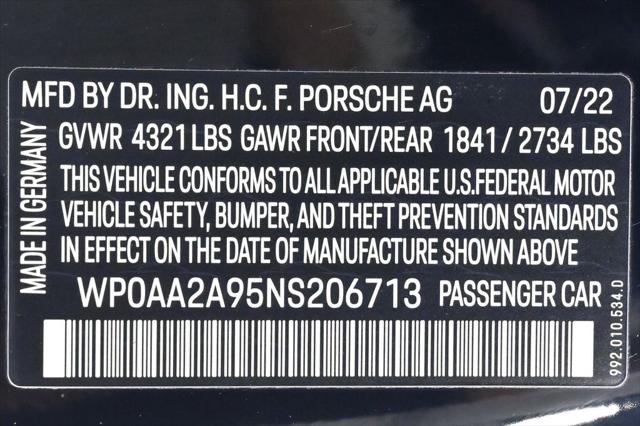 MFD BY DR. ING. H.C. F. PORSCHE AG 07/22
GVWR 4321 LBS GAWR FRONT/REAR 1841 / 2734 LBS
THIS VEHICLE CONFORMS TO ALL APPLICABLE U.S.FEDERAL MOTOR
VEHICLE SAFETY, BUMPER, AND THEFT PREVENTION STANDARDS
IN EFFECT ON THE DATE OF MANUFACTURE SHOWN ABOVE
WP0AA2A95NS206713 PASSENGER CAR
MADE IN GERMANY
992.010.534.D